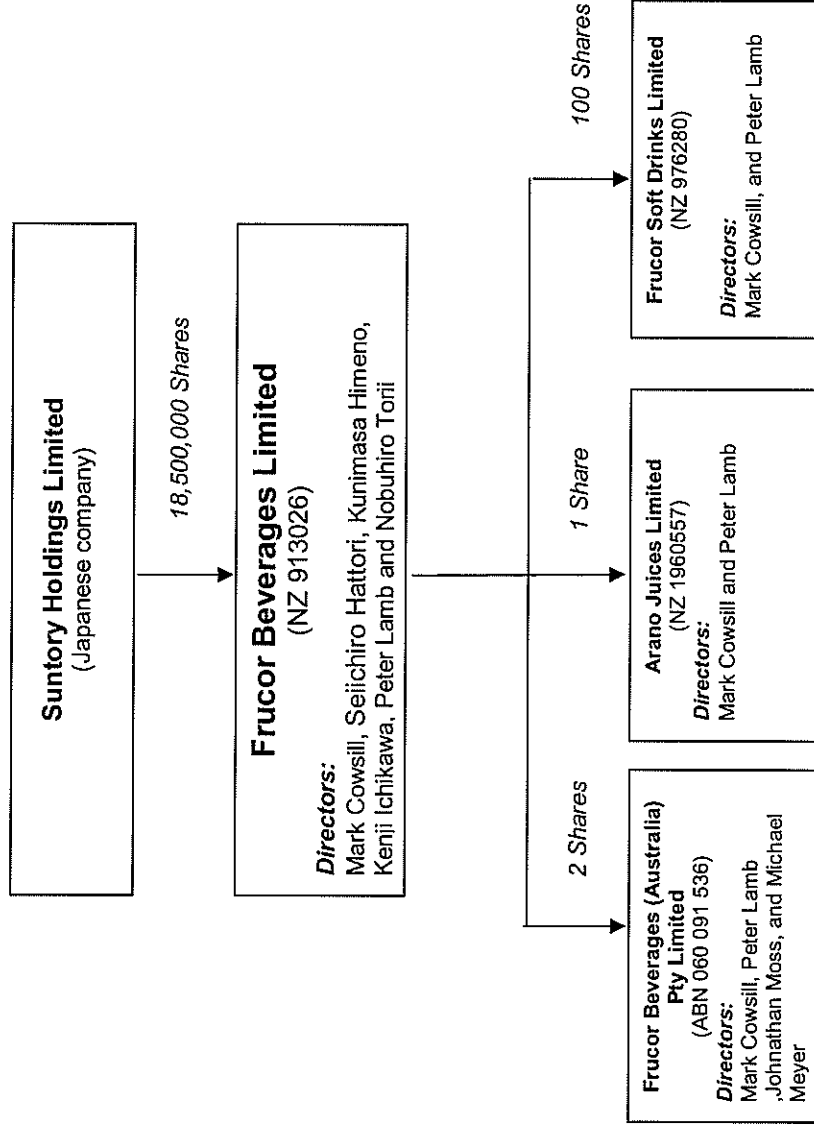 Suntory Holdings Limited
(Japanese company)
18,500,000 Shares
Frucor Beverages Limited
(NZ 913026)
Directors:
Mark Cowsill, Seiichiro Hattori, Kunimasa Himeno,
Kenji Ichikawa, Peter Lamb and Nobuhiro Torii
2 Shares
1 Share
100 Shares
Frucor Beverages (Australia)
Pty Limited
(ABN 060 091 536)
Directors:
Mark Cowsill, Peter Lamb
,Johnathan Moss, and Michael
Meyer
Arano Juices Limited
(NZ 1960557)
Directors:
Mark Cowsill and Peter Lamb
Frucor Soft Drinks Limited
(NZ 976280)
Directors:
Mark Cowsill, and Peter Lamb